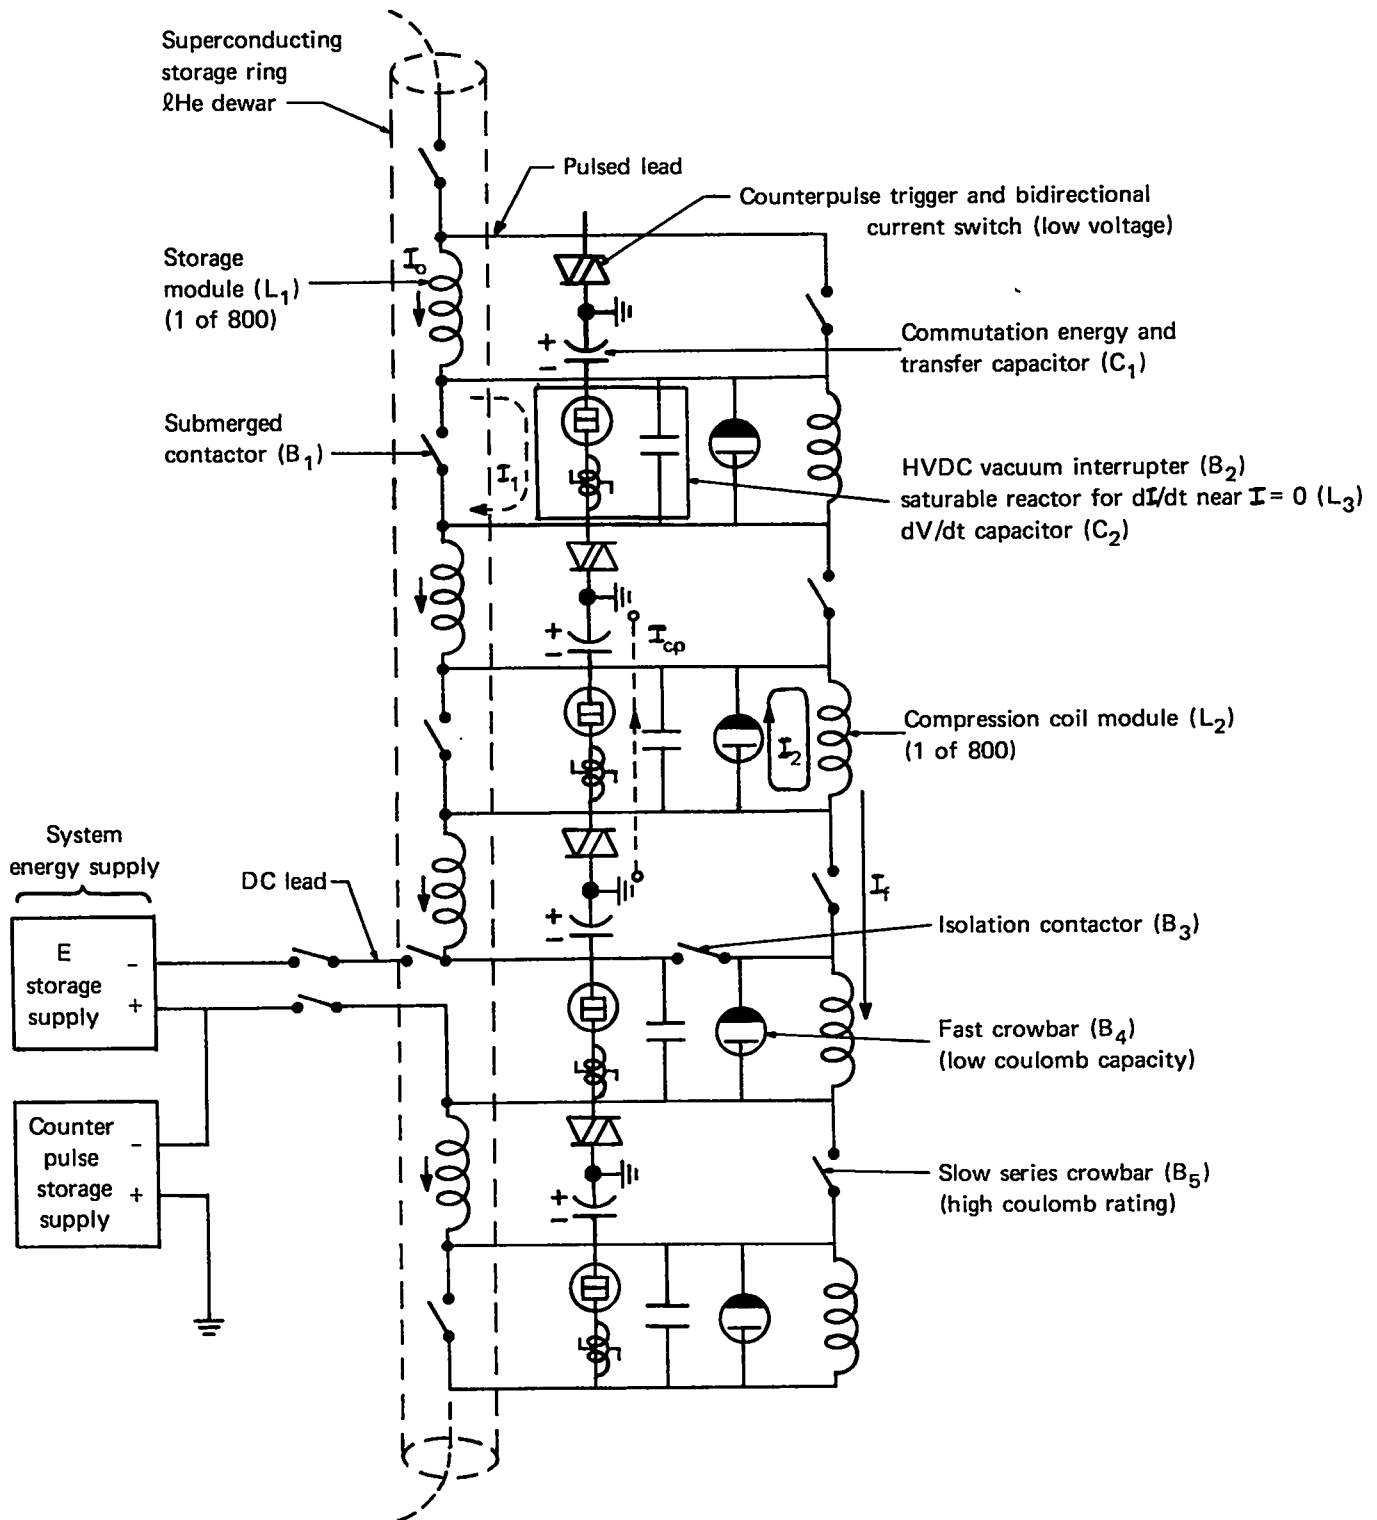 Superconducting
storage ring
ℓHe dewar
Pulsed lead
Counterpulse trigger and bidirectional
current switch (low voltage)
Storage
module (L₁)
(1 of 800)
I₀
Commutation energy and
transfer capacitor (C₁)
+
−
Submerged
contactor (B₁)
I₁
HVDC vacuum interrupter (B₂)
saturable reactor for dI/dt near I = 0 (L₃)
dV/dt capacitor (C₂)
+
−
I_cp
I₂
Compression coil module (L₂)
(1 of 800)
System
energy supply
DC lead
I_f
+
−
Isolation contactor (B₃)
E
storage
supply
−
+
Fast crowbar (B₄)
(low coulomb capacity)
Counter
pulse
storage
supply
−
+
Slow series crowbar (B₅)
(high coulomb rating)
+
−